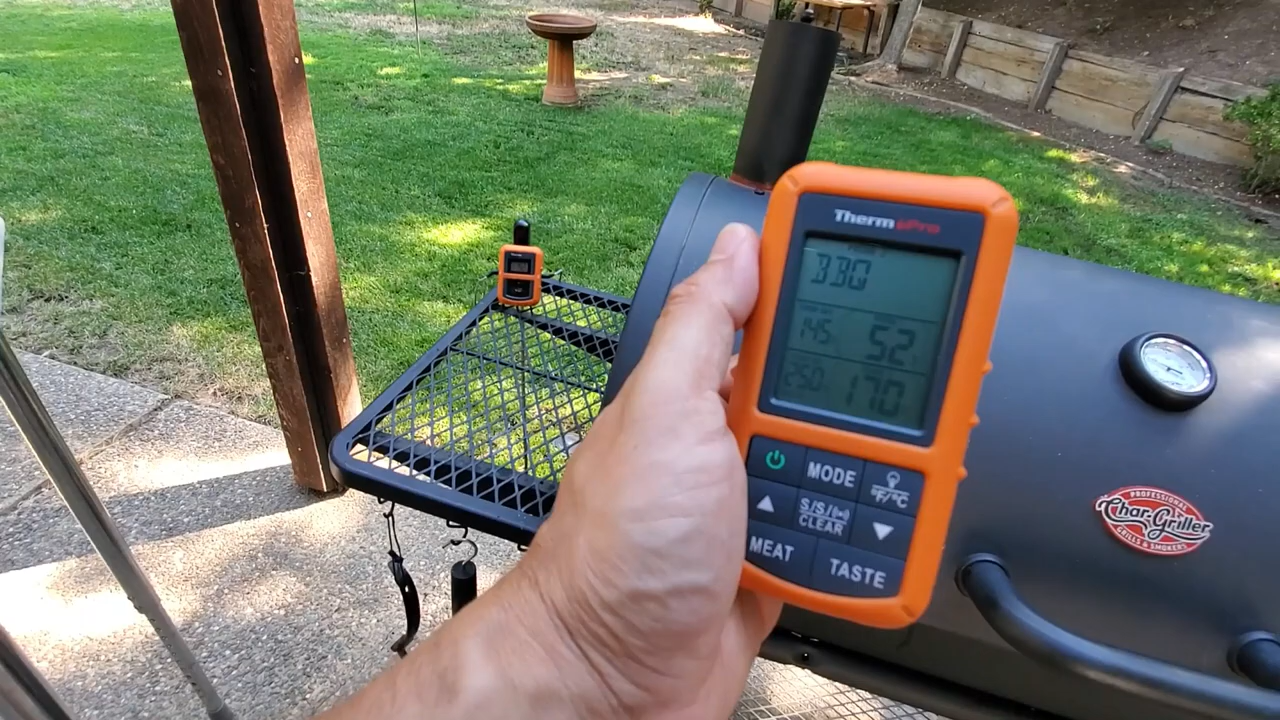 ThermoPro
BBQ
145 52
250 170
MODE
°F/°C
S/S/
CLEAR
MEAT
TASTE
PROFESSIONAL
Char-Griller
GRILLS & SMOKERS